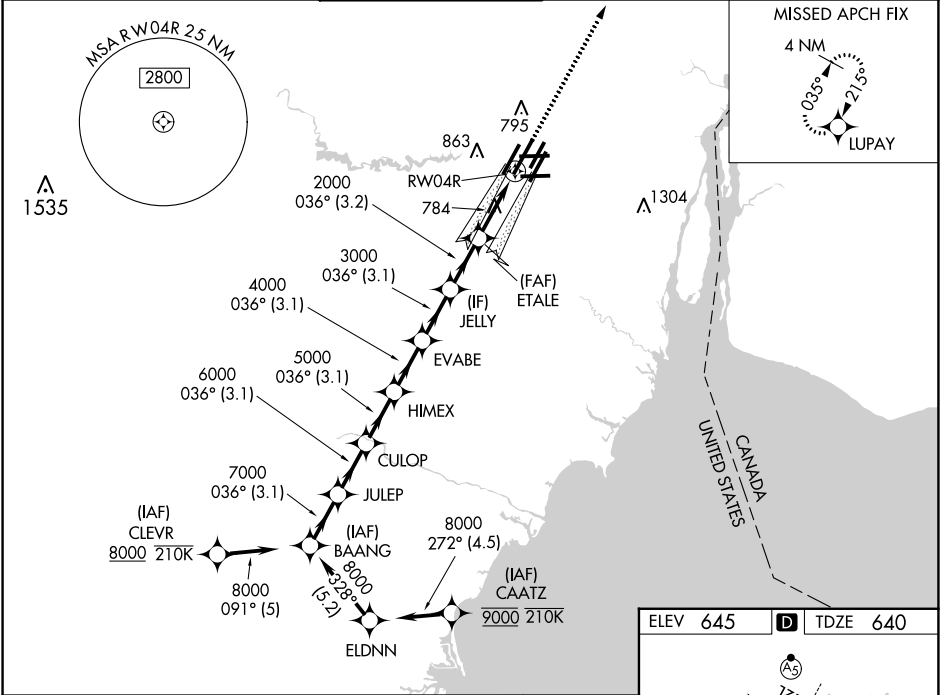 MSA RW04R 25 NM
2800
1535
MISSED APCH FIX
4 NM
035°
215°
LUPAY
795
863
RW04R
784
1304
2000
036° (3.2)
3000
036° (3.1)
(FAF)
ETALE
4000
036° (3.1)
(IF)
JELLY
5000
036° (3.1)
EVABE
6000
036° (3.1)
HIMEX
CULOP
7000
036° (3.1)
JULEP
CANADA
UNITED STATES
(IAF)
CLEVR
8000 210K
8000
091° (5)
(IAF)
BAANG
8000
328°
(5.2)
8000
272° (4.5)
(IAF)
CAATZ
9000 210K
ELDNN
ELEV 645
D
TDZE 640
A5